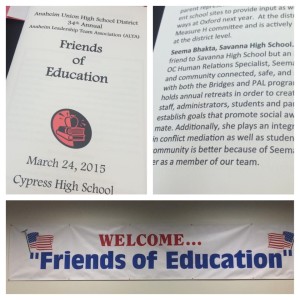 Anaheim Union High School District
34th Annual
Anaheim Leadership Team Association (ALTA)
Friends
of
Education
March 24, 2015
Cypress High School
parent repre
sent school sites to provide input as
ways at Oxford next year. At the distri
Measure H committee and is activel
at the district level.
Seema Bhakta, Savanna High School.
friend to Savanna High School but an
OC Human Relations Specialist, Seema
and community connected, safe, and
with both the Bridges and PAL program
holds annual retreats in order to creat
staff, administrators, students and par
establish goals that promote social aw
mate. Additionally, she plays an integr
in conflict mediation as well as studen
ommunity is better because of Seem
er as a member of our team.
WELCOME...
"Friends of Education"